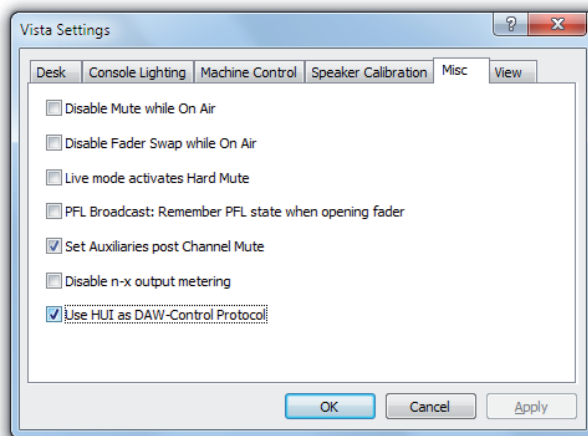 Vista Settings
Desk
Console Lighting
Machine Control
Speaker Calibration
Misc
View
Disable Mute while On Air
Disable Fader Swap while On Air
Live mode activates Hard Mute
PFL Broadcast: Remember PFL state when opening fader
Set Auxiliaries post Channel Mute
Disable n-x output metering
Use HUI as DAW-Control Protocol
OK
Cancel
Apply